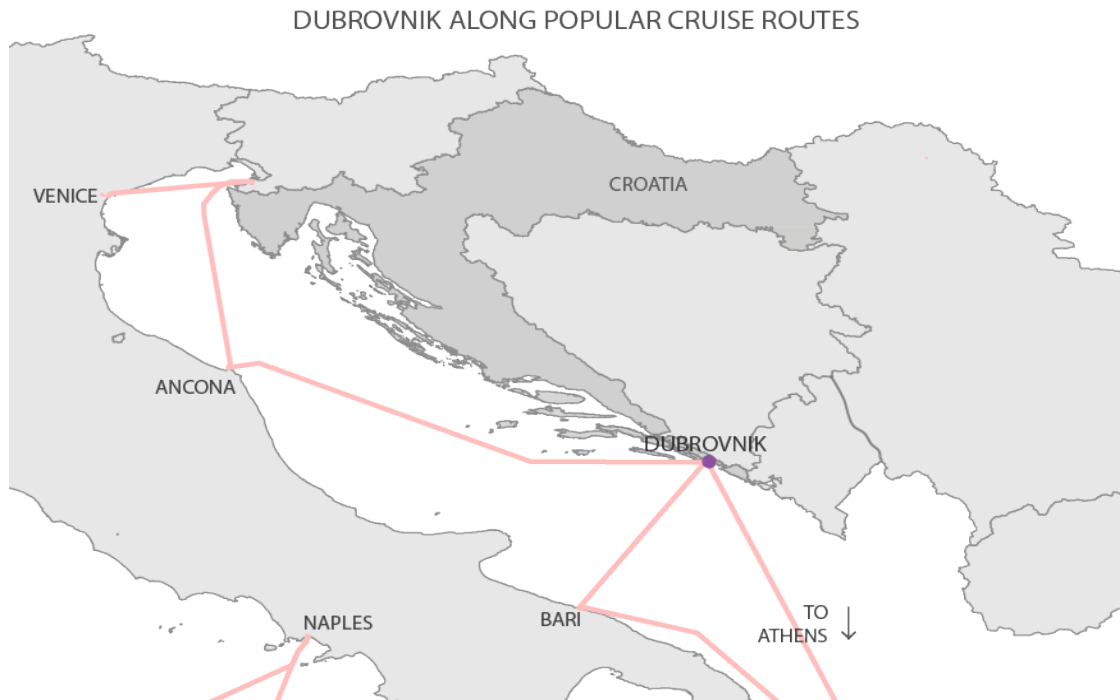 DUBROVNIK ALONG POPULAR CRUISE ROUTES
CROATIA
VENICE
ANCONA
DUBROVNIK
NAPLES
BARI
TO
ATHENS